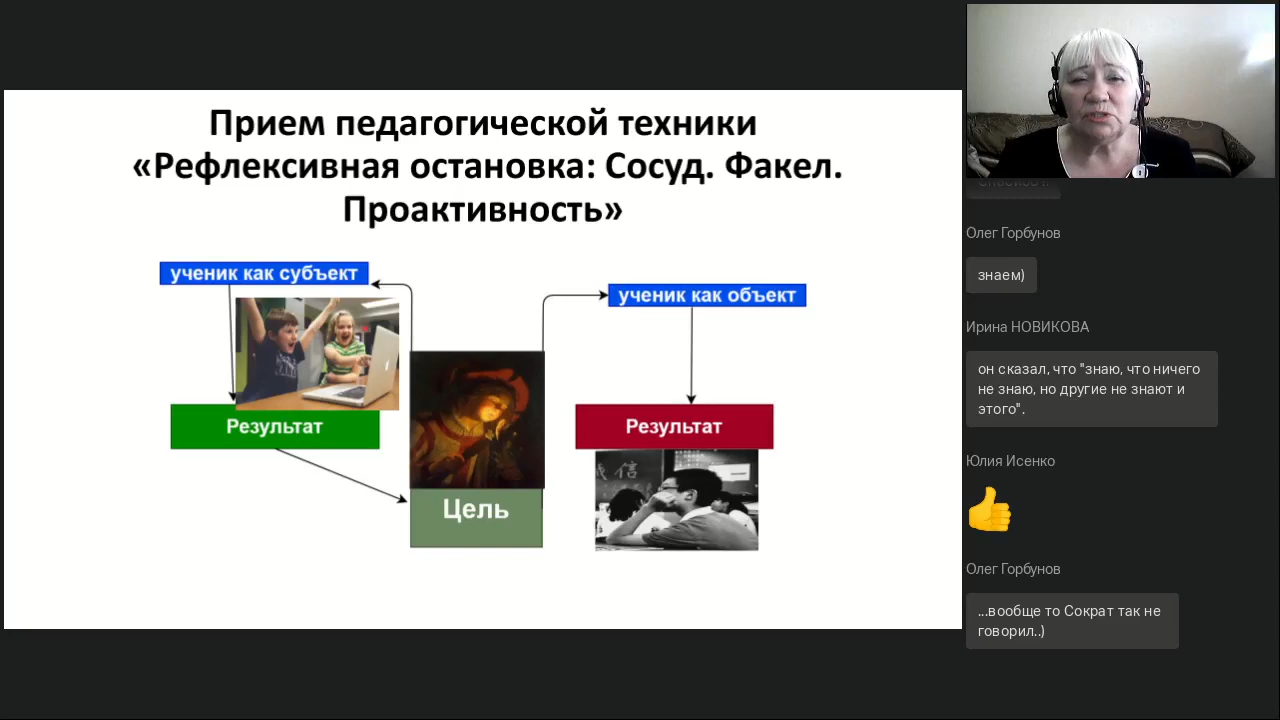 Прием педагогической техники
«Рефлексивная остановка: Сосуд. Факел.
Проактивность»
ученик как субъект
ученик как объект
Результат
Результат
Цель
Олег Горбунов
знаем)
Ирина НОВИКОВА
он сказал, что "знаю, что ничего
не знаю, но другие не знают и
этого".
Юлия Исенко
Олег Горбунов
...вообще то Сократ так не
говорил..)